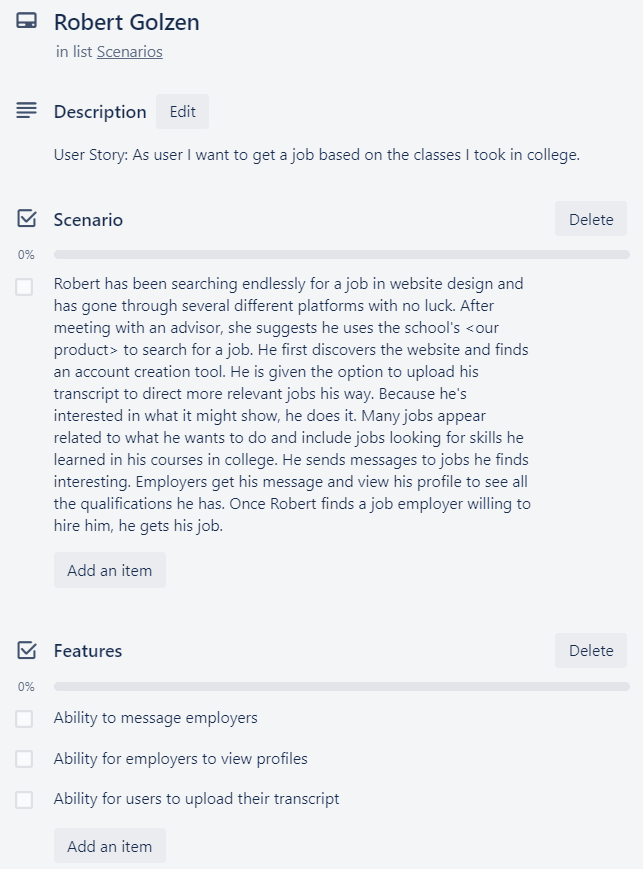 Robert Golzen
in list Scenarios
Description Edit
User Story: As user I want to get a job based on the classes I took in college.
Scenario Delete
0%
Robert has been searching endlessly for a job in website design and
has gone through several different platforms with no luck. After
meeting with an advisor, she suggests he uses the school's <our
product> to search for a job. He first discovers the website and finds
an account creation tool. He is given the option to upload his
transcript to direct more relevant jobs his way. Because he's
interested in what it might show, he does it. Many jobs appear
related to what he wants to do and include jobs looking for skills he
learned in his courses in college. He sends messages to jobs he finds
interesting. Employers get his message and view his profile to see all
the qualifications he has. Once Robert finds a job employer willing to
hire him, he gets his job.
Add an item
Features Delete
0%
Ability to message employers
Ability for employers to view profiles
Ability for users to upload their transcript
Add an item